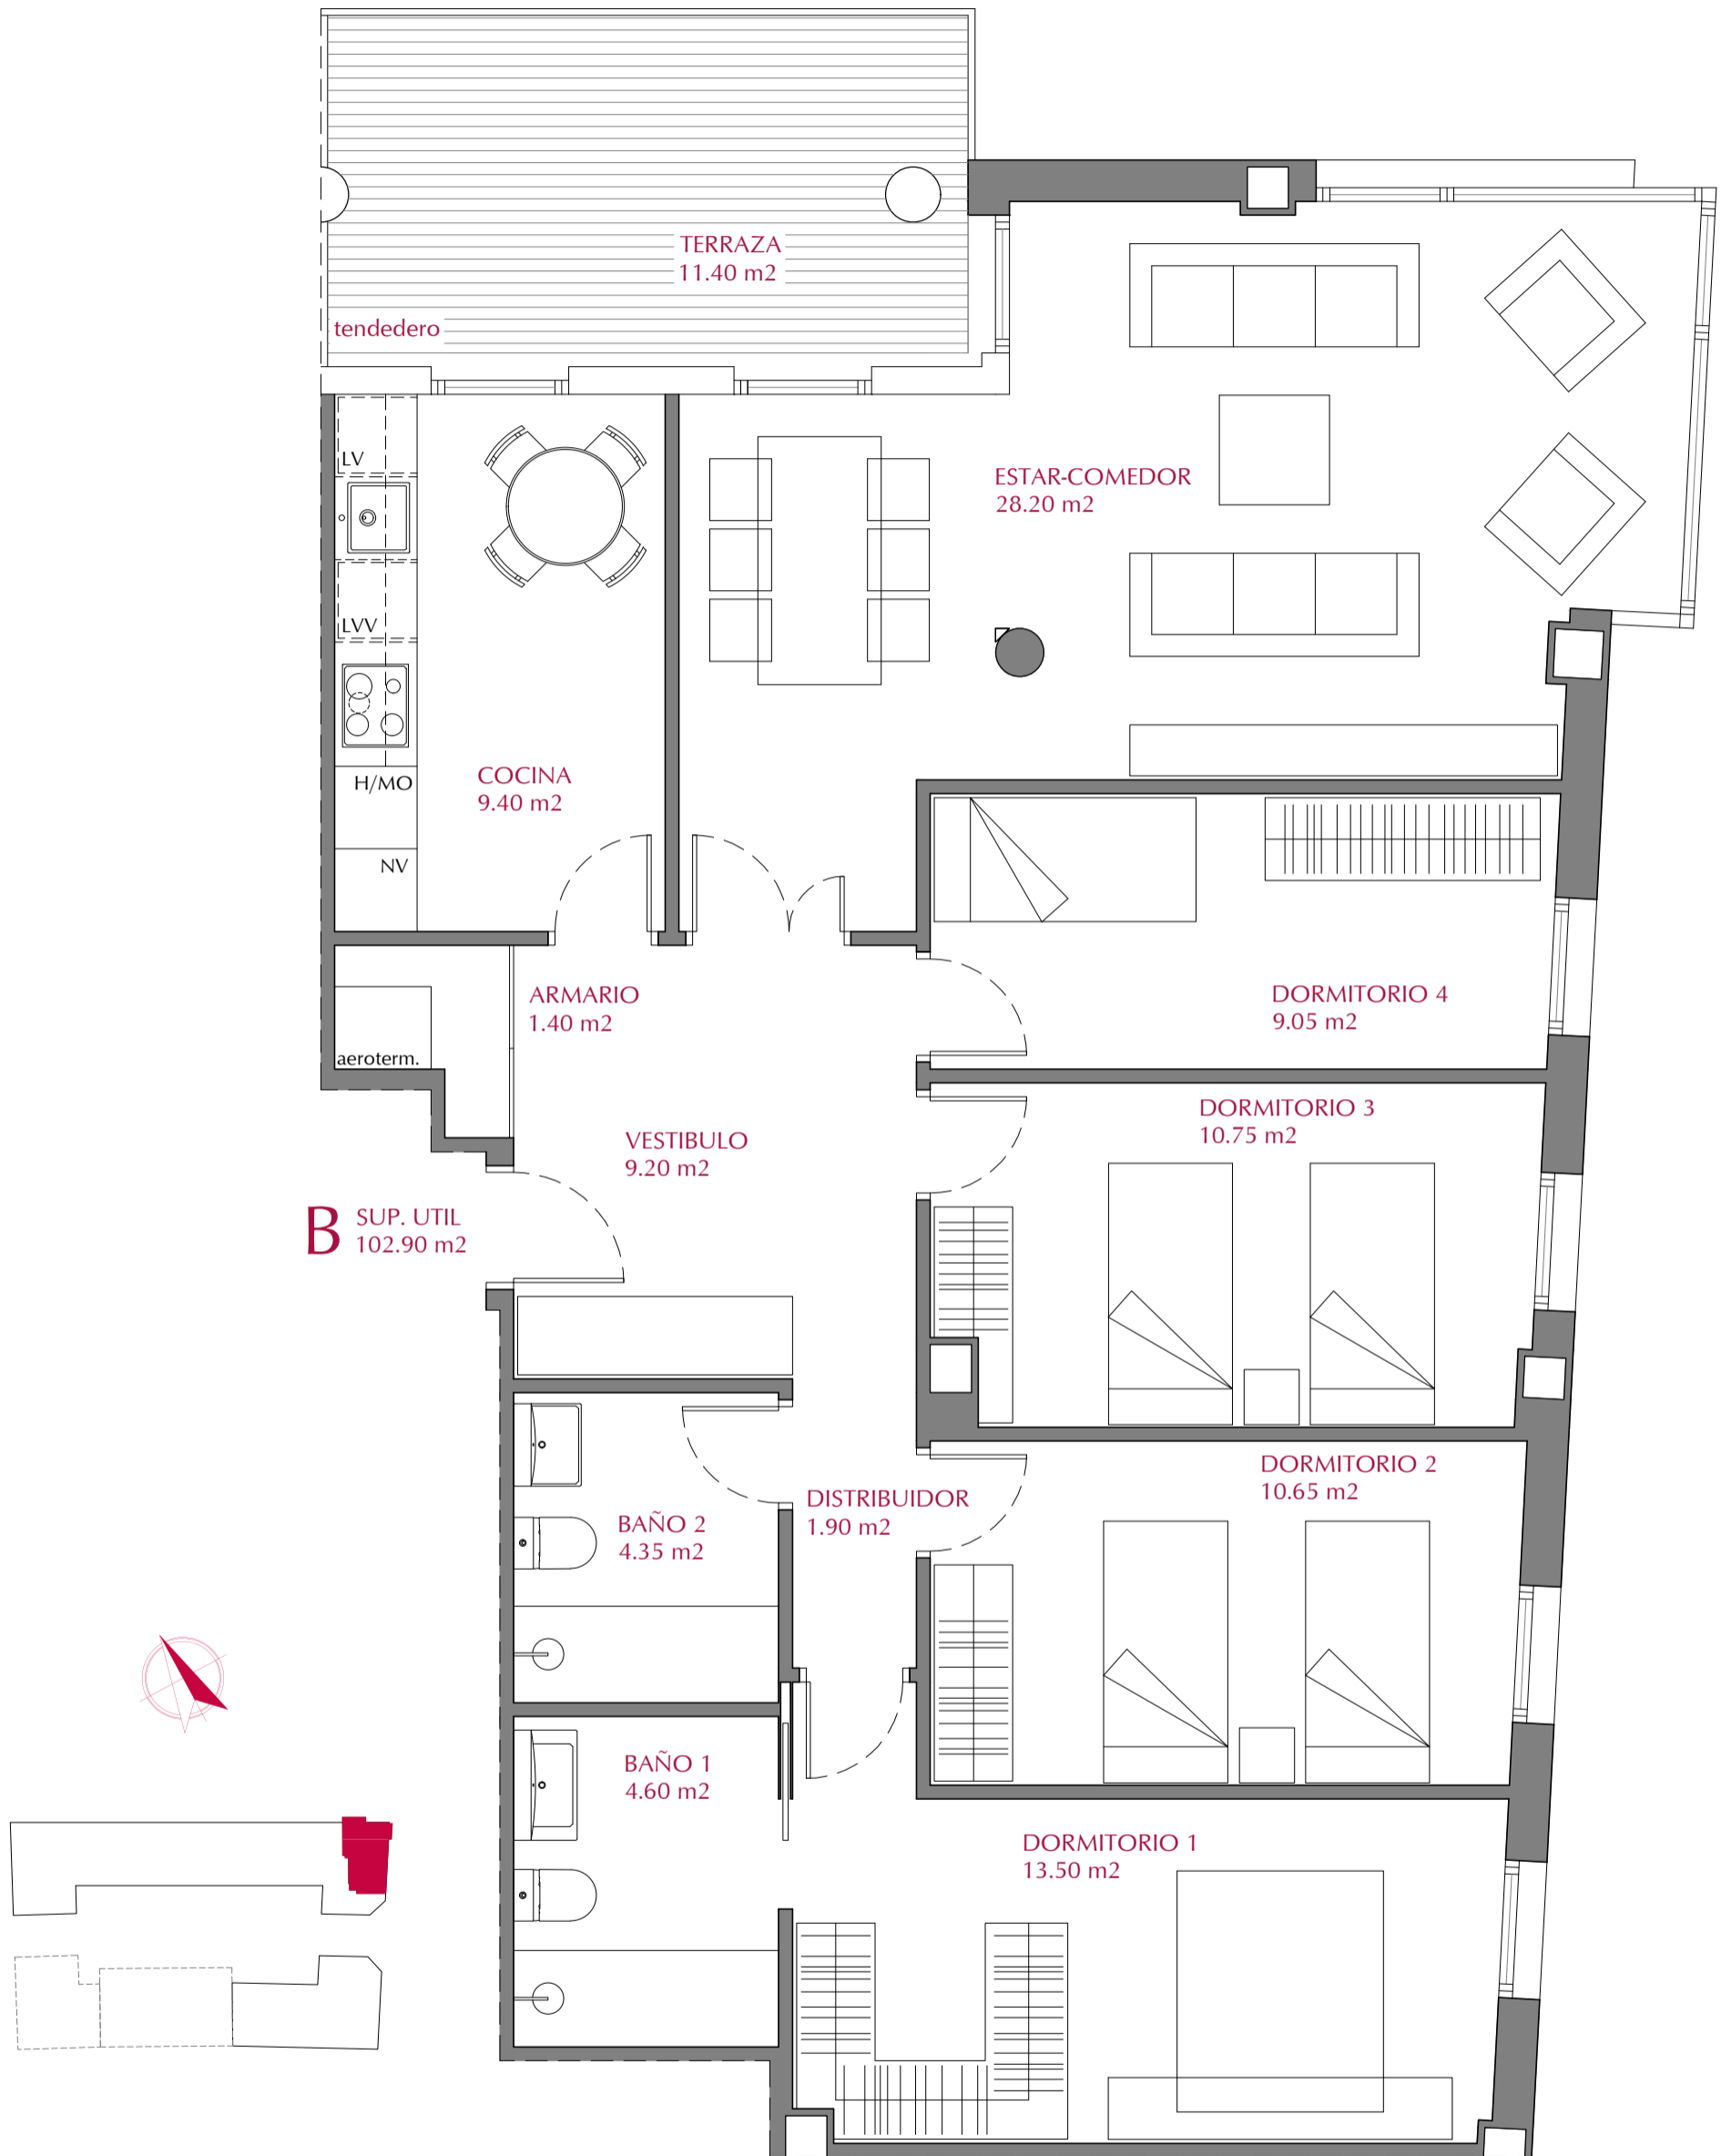 TERRAZA
11.40 m2
tendedero
LV
ESTAR-COMEDOR
28.20 m2
LVV
COCINA
9.40 m2
H/MO
NV
ARMARIO
1.40 m2
DORMITORIO 4
9.05 m2
aeroterm.
DORMITORIO 3
10.75 m2
VESTIBULO
9.20 m2
B
SUP. UTIL
102.90 m2
DORMITORIO 2
10.65 m2
DISTRIBUIDOR
1.90 m2
BAÑO 2
4.35 m2
BAÑO 1
4.60 m2
DORMITORIO 1
13.50 m2